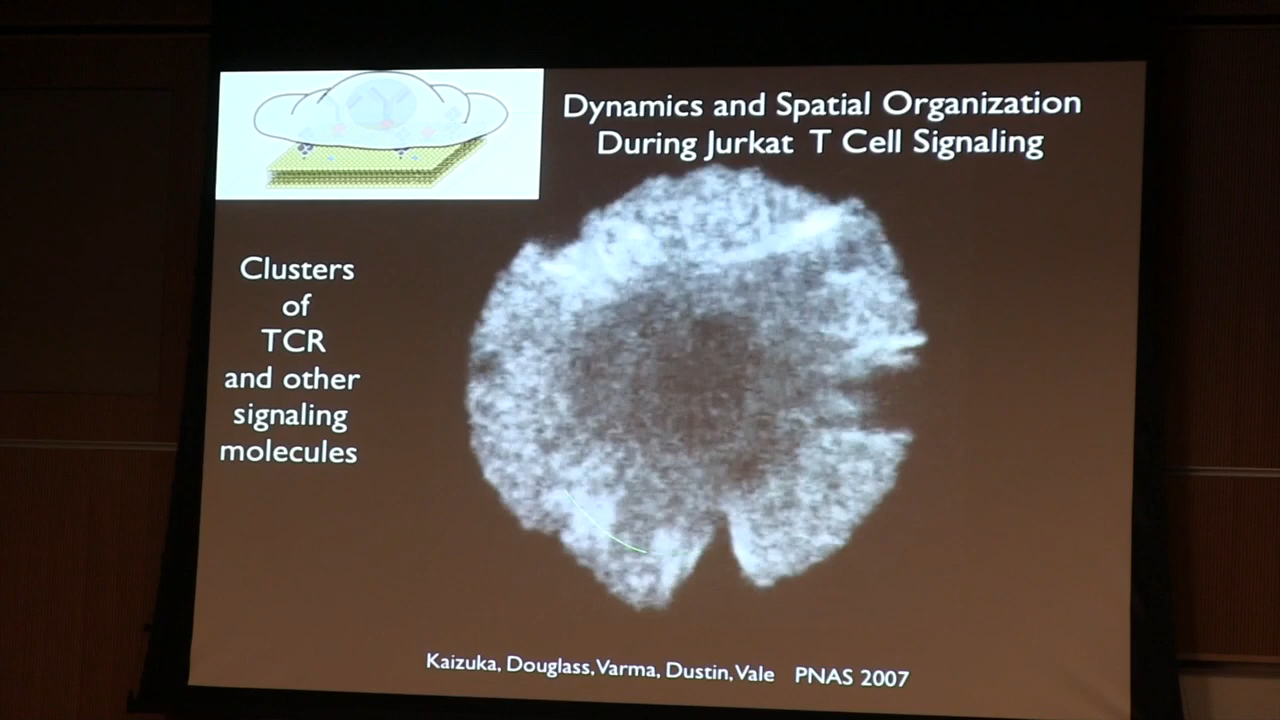 Dynamics and Spatial Organization
During Jurkat T Cell Signaling
Clusters
of
TCR
and other
signaling
molecules
Kaizuka, Douglass, Varma, Dustin, Vale PNAS 2007